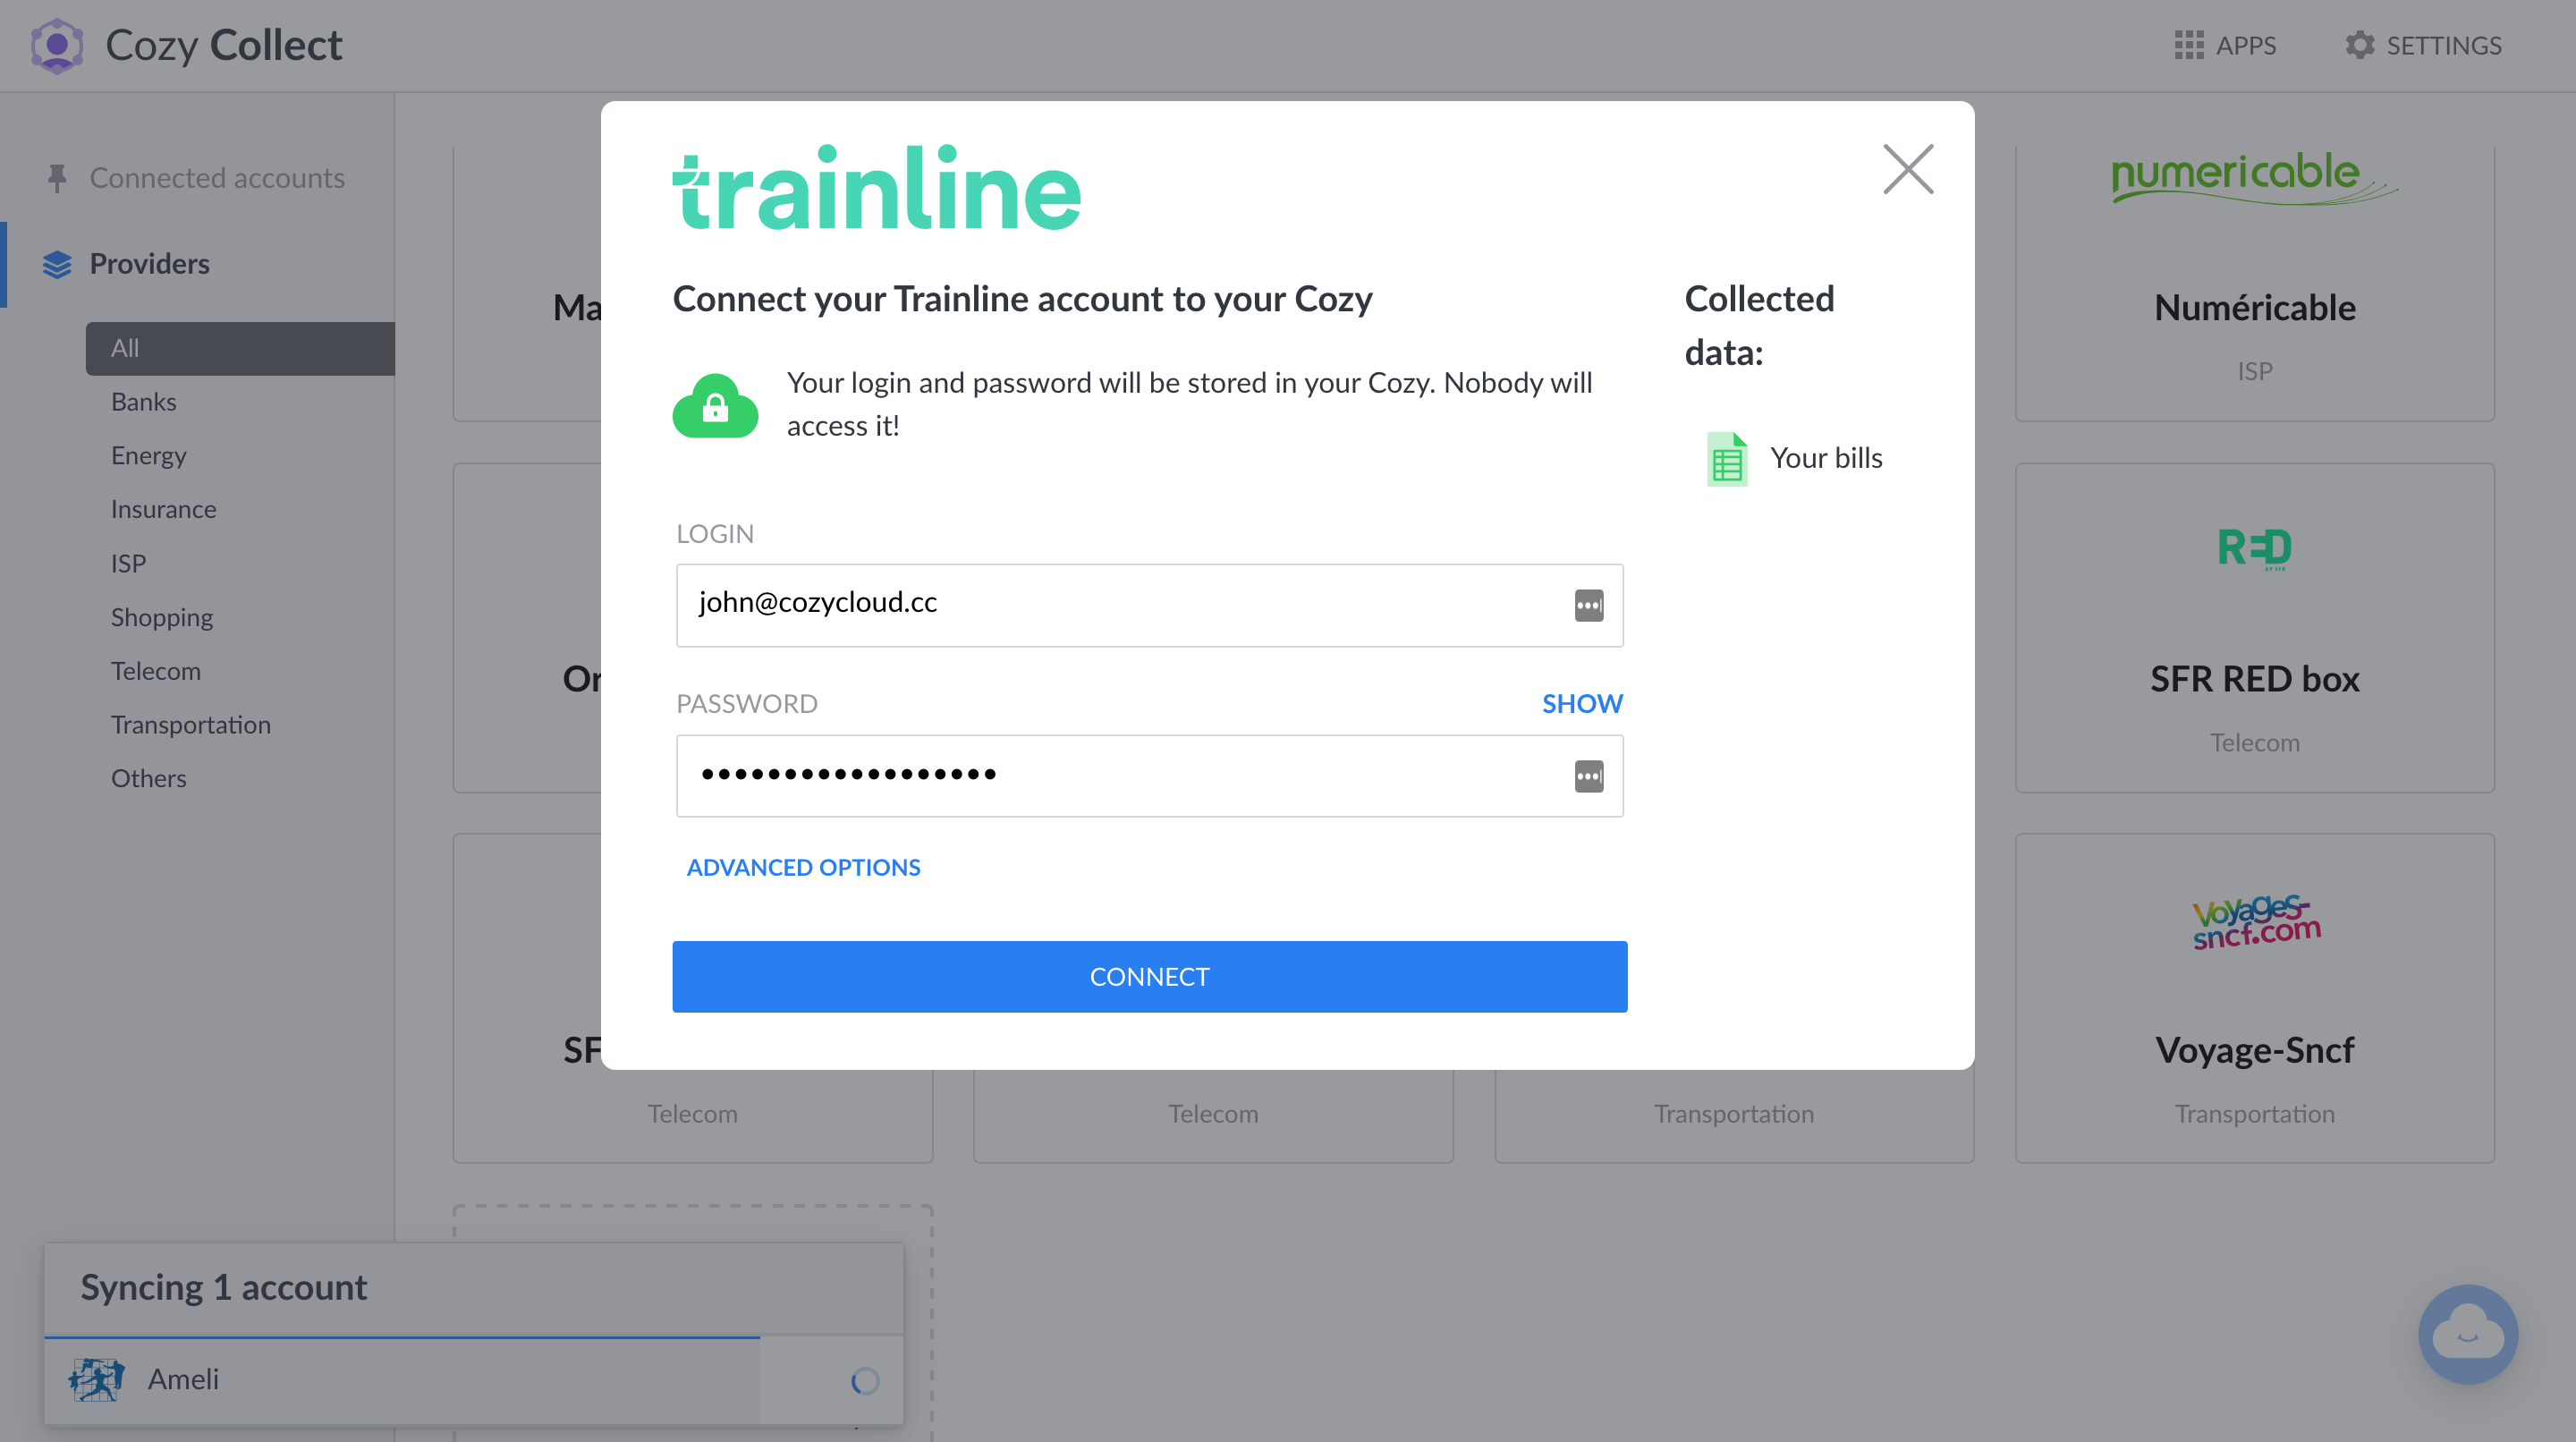 Cozy Collect
APPS
SETTINGS
Connected accounts
Providers
All
Banks
Energy
Insurance
ISP
Shopping
Telecom
Transportation
Others
trainline
Connect your Trainline account to your Cozy
Your login and password will be stored in your Cozy. Nobody will
access it!
LOGIN
john@cozycloud.cc
PASSWORD
SHOW
••••••••••••••••••
ADVANCED OPTIONS
CONNECT
Collected
data:
Your bills
Ma
numericable
Numéricable
ISP
Or
RED
BY SFR
SFR RED box
Telecom
SF
Telecom
Telecom
Transportation
Voyages-
sncf.com
Voyage-Sncf
Transportation
Syncing 1 account
Ameli